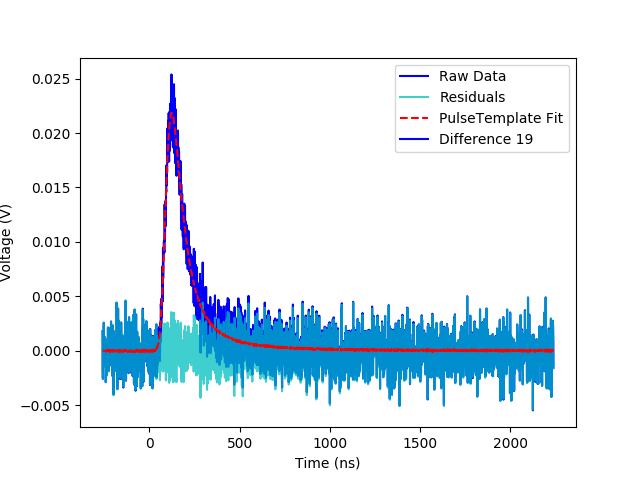 0.025
0.020
0.015
0.010
0.005
0.000
−0.005
Voltage (V)
0
500
1000
1500
2000
Time (ns)
Raw Data
Residuals
PulseTemplate Fit
Difference 19